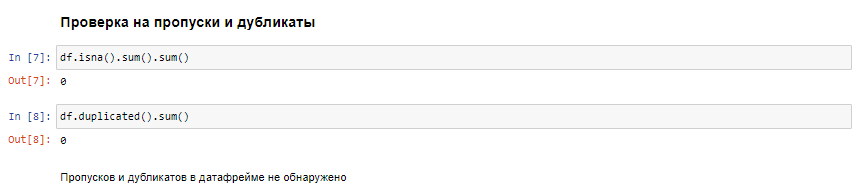 Проверка на пропуски и дубликаты
In [7]: df.isna().sum().sum()
Out[7]: 0
In [8]: df.duplicated().sum()
Out[8]: 0
Пропусков и дубликатов в датафрейме не обнаружено